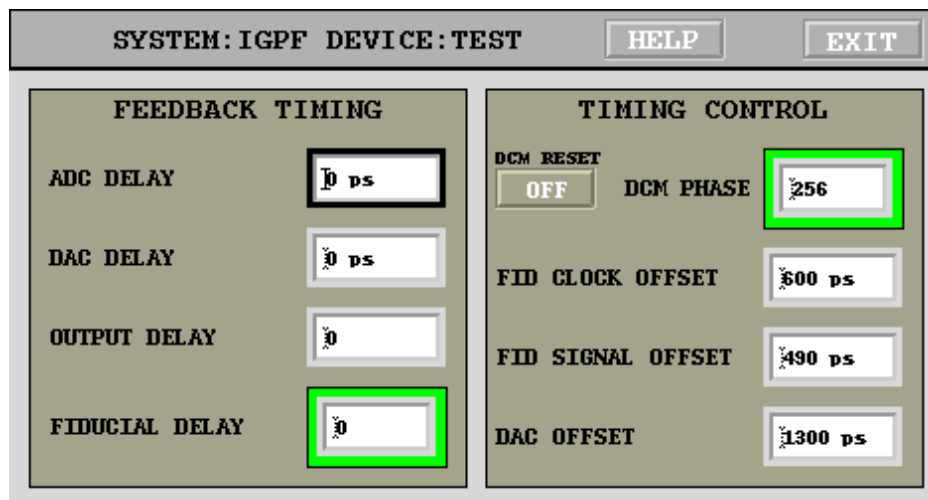 SYSTEM:IGPF DEVICE:TEST HELP EXIT
FEEDBACK TIMING
ADC DELAY 0 ps
DAC DELAY 0 ps
OUTPUT DELAY 0
FIDUCIAL DELAY 0
TIMING CONTROL
DCM RESET
OFF DCM PHASE 256
FID CLOCK OFFSET 600 ps
FID SIGNAL OFFSET 490 ps
DAC OFFSET 1300 ps